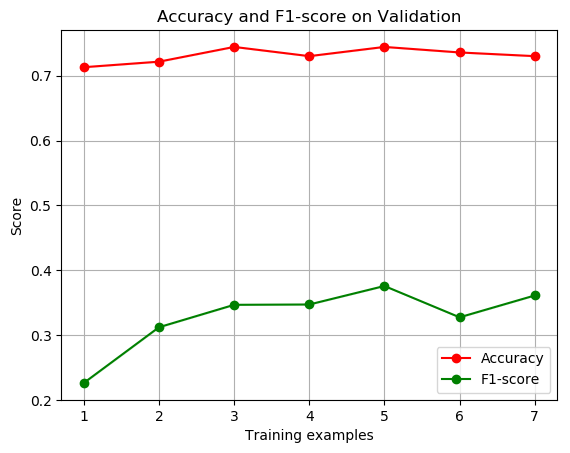 Accuracy and F1-score on Validation
0.7
0.6
0.5
0.4
0.3
0.2
Score
1 2 3 4 5 6 7
Training examples
Accuracy
F1-score